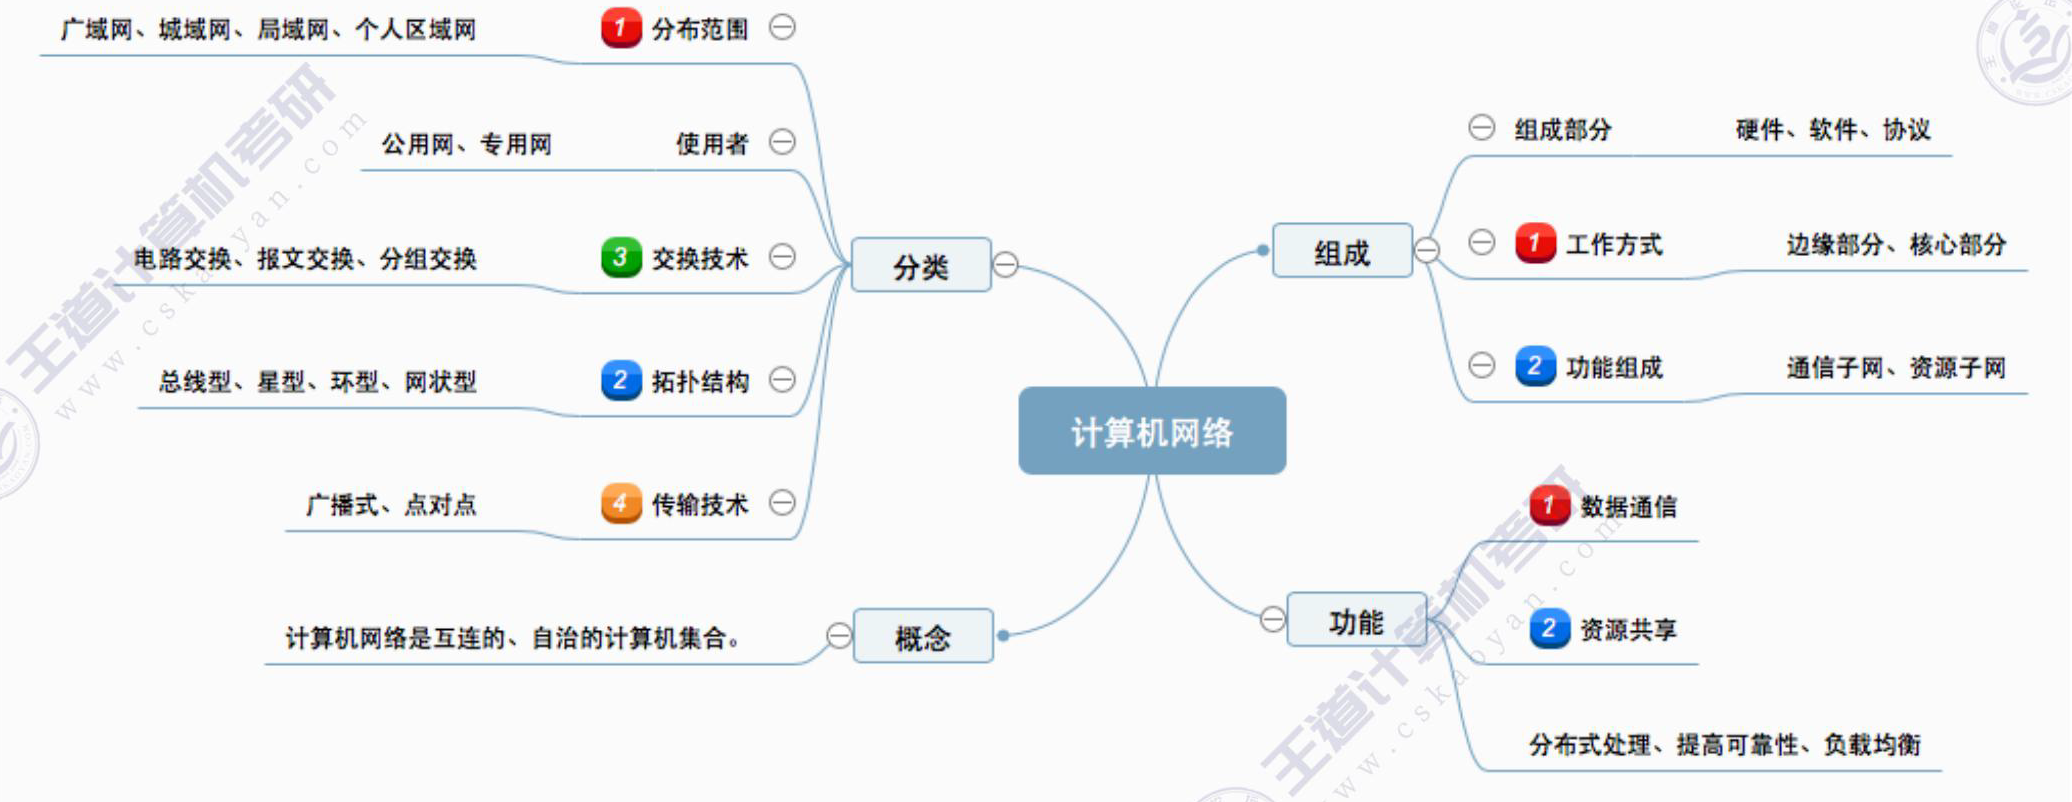 计算机网络
概念
计算机网络是互连的、自治的计算机集合。
组成
组成部分
硬件、软件、协议
1 工作方式
边缘部分、核心部分
2 功能组成
通信子网、资源子网
功能
1 数据通信
2 资源共享
分布式处理、提高可靠性、负载均衡
分类
1 分布范围
广域网、城域网、局域网、个人区域网
使用者
公用网、专用网
3 交换技术
电路交换、报文交换、分组交换
2 拓扑结构
总线型、星型、环型、网状型
4 传输技术
广播式、点对点
王道计算机考研
www.cskaoyan.com
王道计算机考研
www.cskaoyan.com